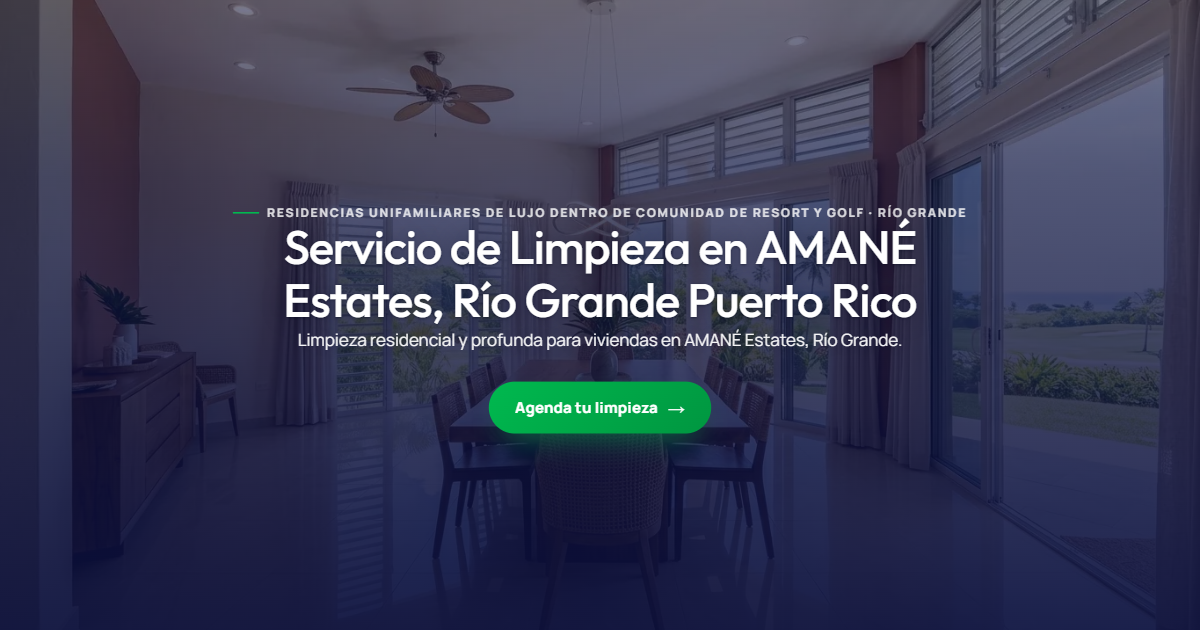 RESIDENCIAS UNIFAMILIARES DE LUJO DENTRO DE COMUNIDAD DE RESORT Y GOLF · RÍO GRANDE
Servicio de Limpieza en AMANÉ
Estates, Río Grande Puerto Rico
Limpieza residencial y profunda para viviendas en AMANÉ Estates, Río Grande.
Agenda tu limpieza →